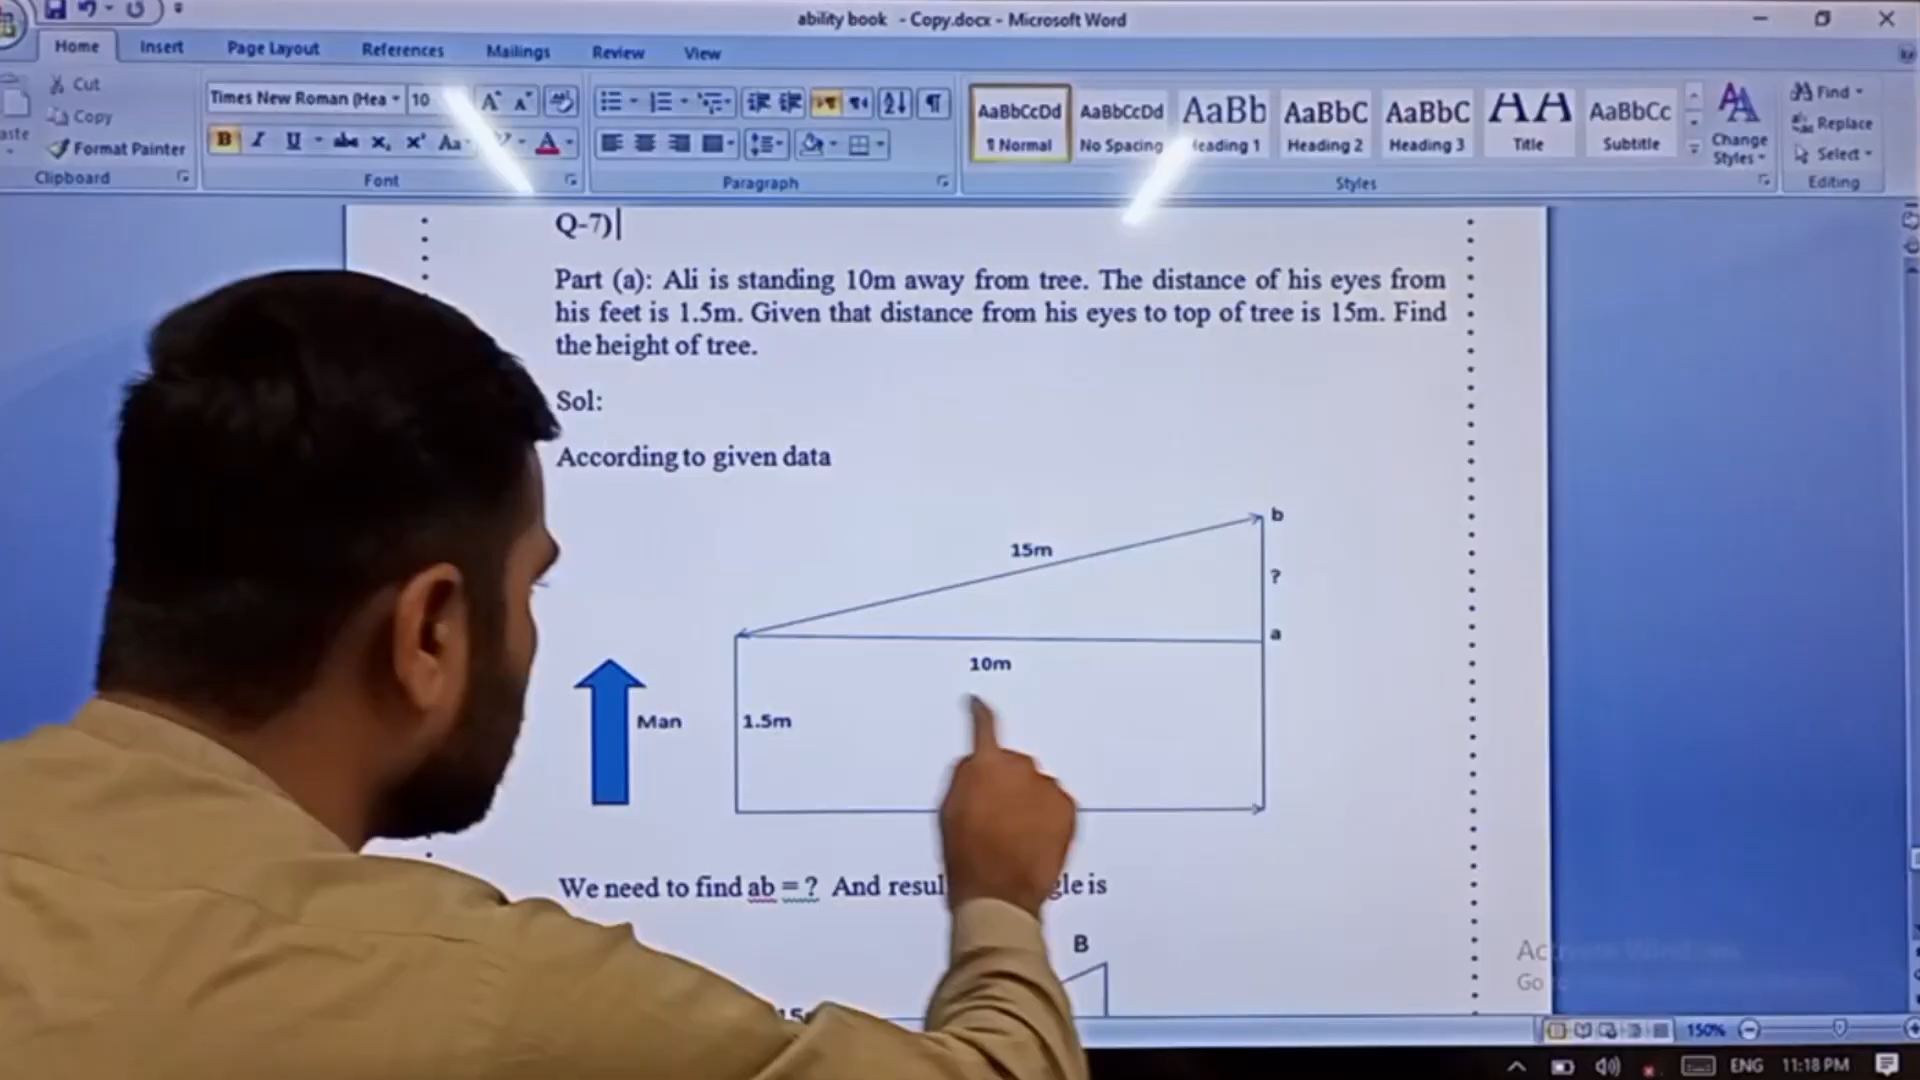 ability book - Copy.docx - Microsoft Word
Home Insert Page Layout References Mailings Review View
Cut
Copy
Format Painter
Clipboard
Times New Roman (Hea 10
B I U abc Aa A
Font
Paragraph
AaBbCcDd AaBbCcDd AaBb AaBbC AaBbC AA AaBbCc
¶ Normal No Spacing eading 1 Heading 2 Heading 3 Title Subtitle
Change Styles
Styles
Find
Replace
Select
Editing
Q-7)
Part (a): Ali is standing 10m away from tree. The distance of his eyes from
his feet is 1.5m. Given that distance from his eyes to top of tree is 15m. Find
the height of tree.
Sol:
According to given data
b
15m
?
a
10m
Man
1.5m
We need to find ab = ? And resul gle is
B
150%
ENG 11:18 PM